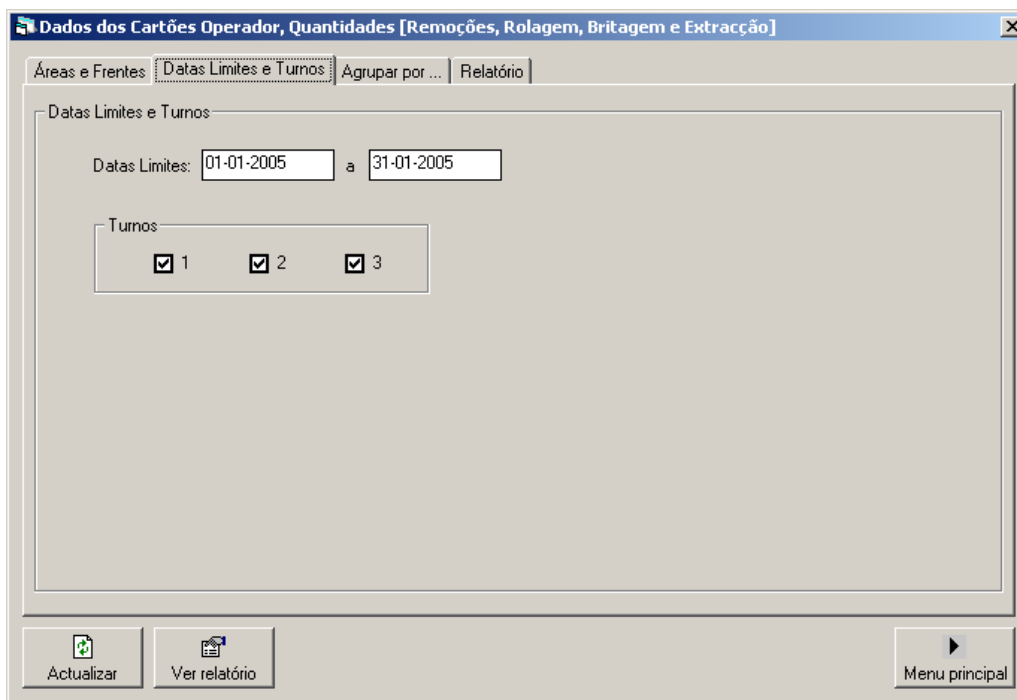 Dados dos Cartões Operador, Quantidades [Remoções, Rolagem, Britagem e Extracção]
Áreas e Frentes Datas Limites e Turnos Agrupar por ... Relatório
Datas Limites e Turnos
Datas Limites: 01-01-2005 a 31-01-2005
Turnos
1 2 3
Actualizar Ver relatório Menu principal